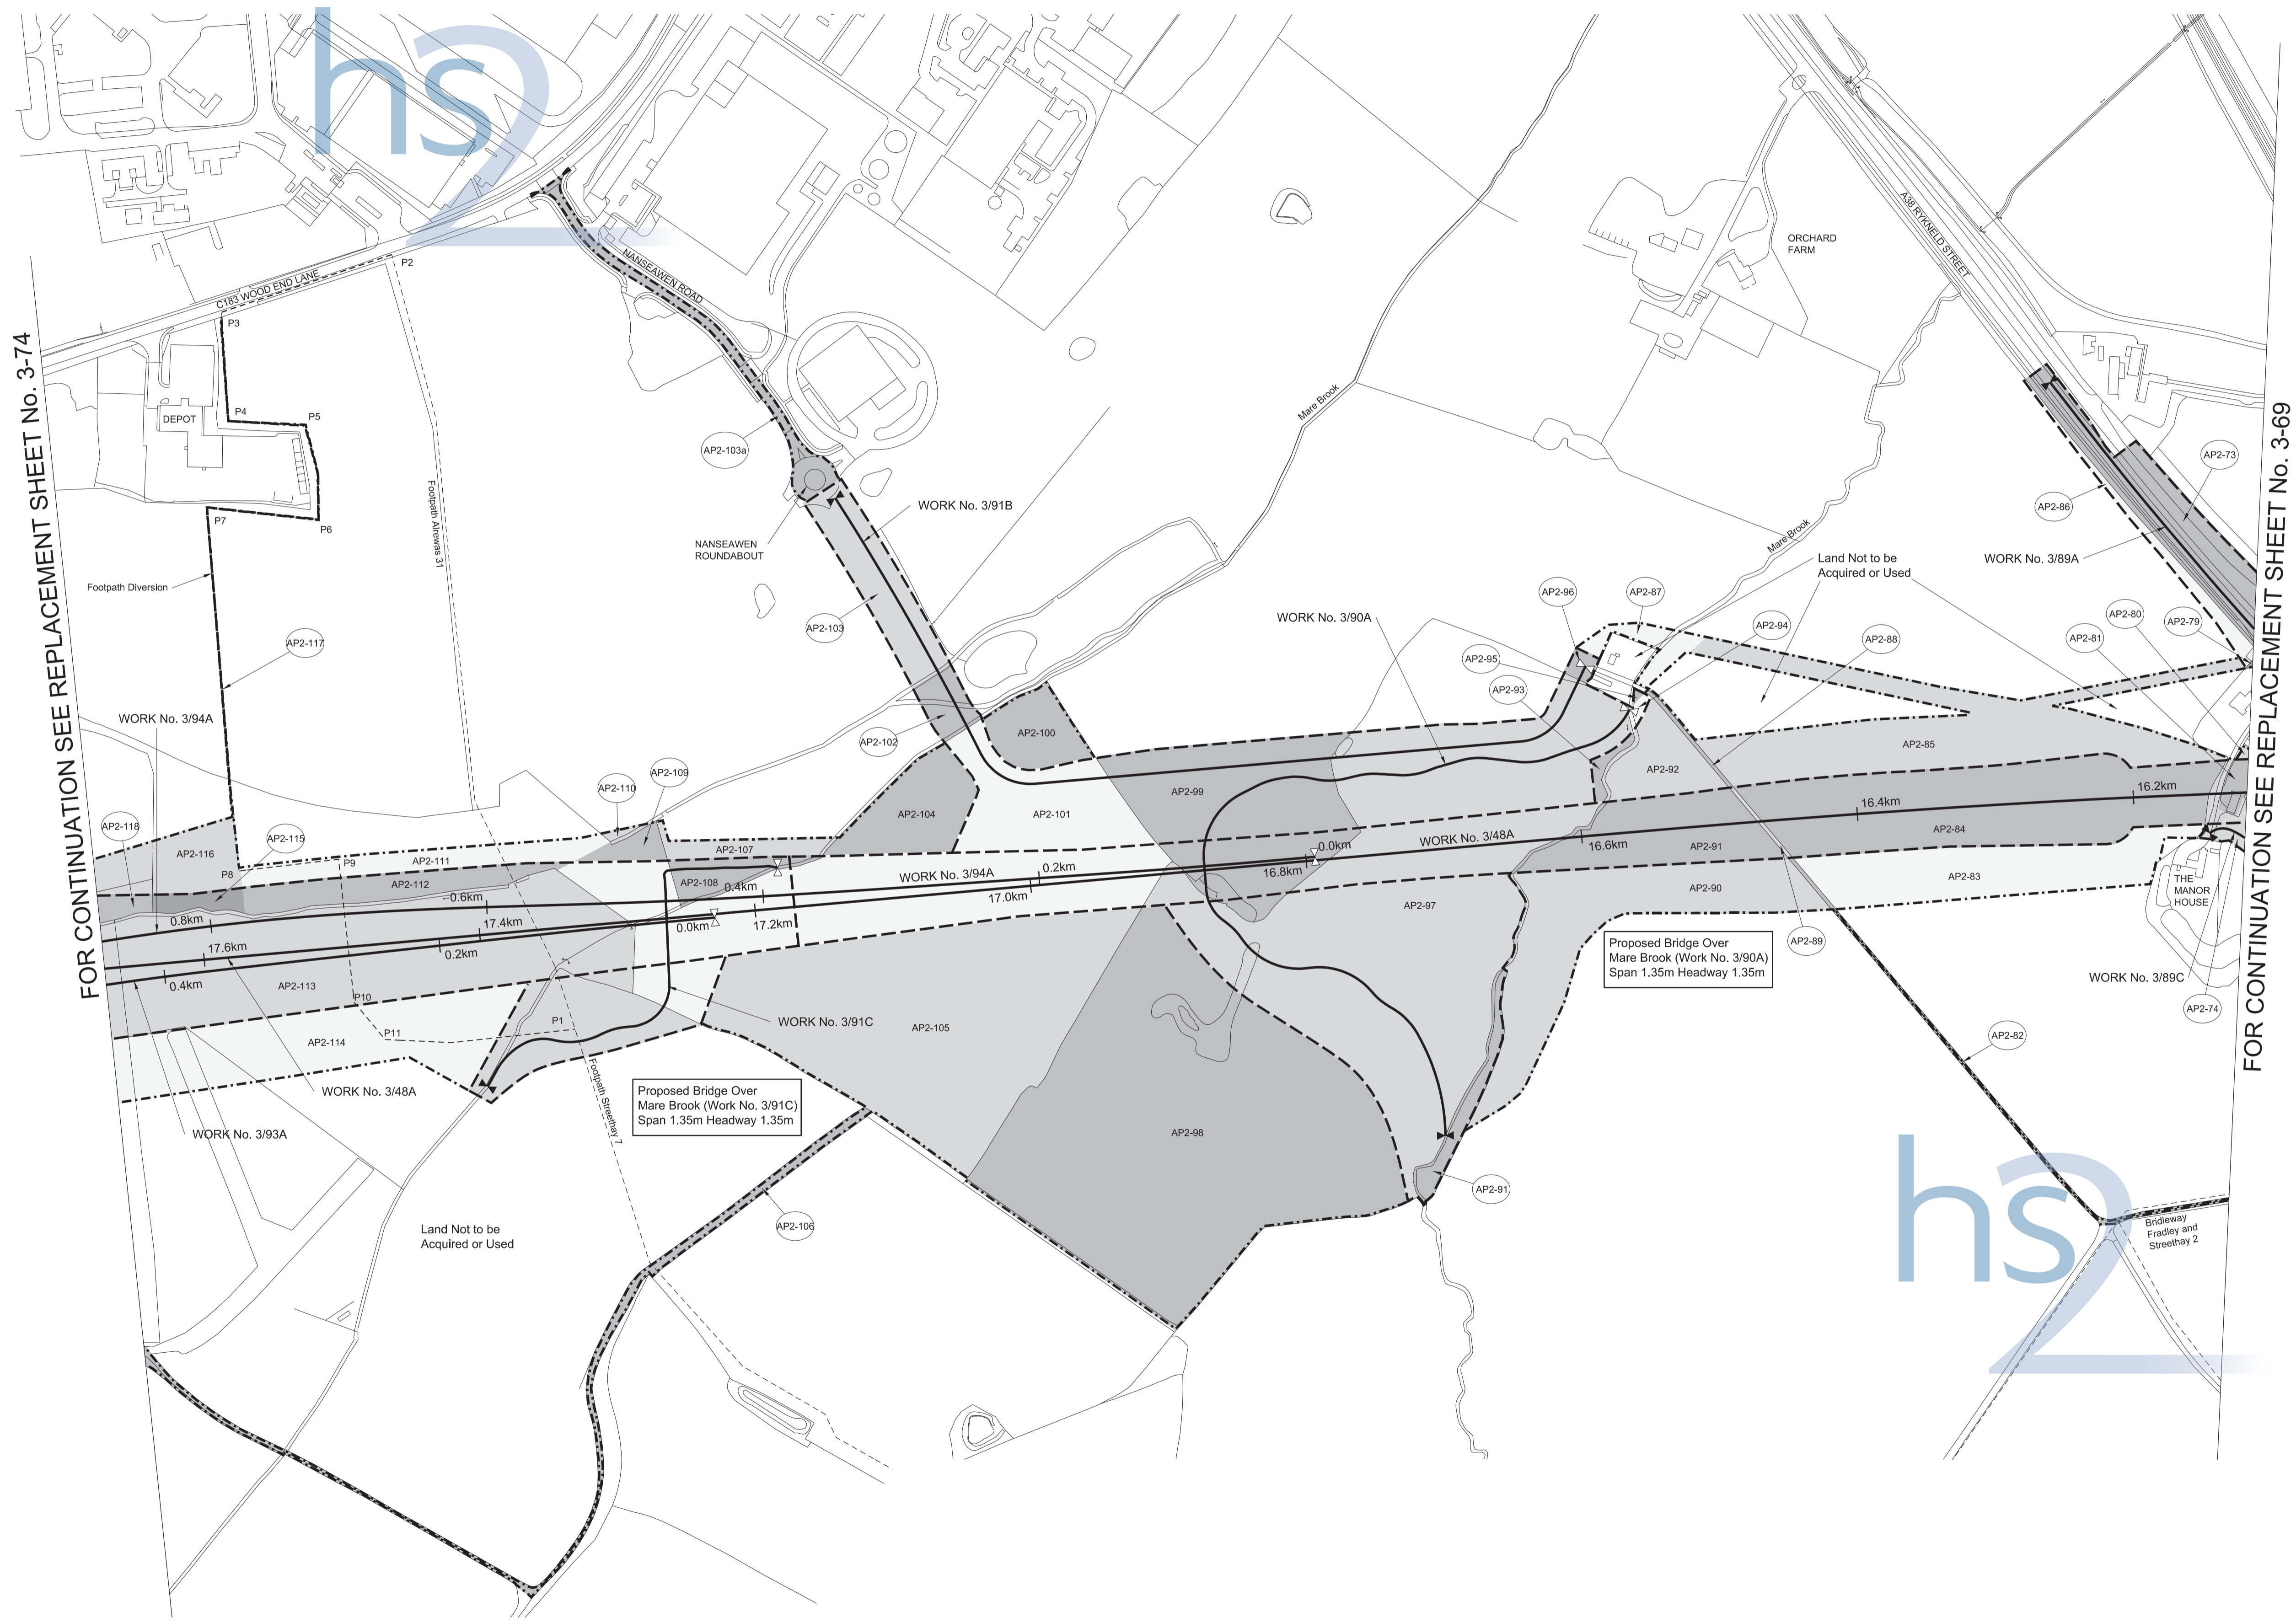 hs2
C183 WOOD END LANE
P2
P3
P4
P5
P6
P7
DEPOT
NANSEAWEN ROAD
Footpath Alrewas 31
Footpath Diversion
AP2-103a
NANSEAWEN
ROUNDABOUT
WORK No. 3/91B
AP2-103
AP2-117
Mare Brook
ORCHARD
FARM
A38 RYKNELD STREET
AP2-73
AP2-86
WORK No. 3/89A
Mare Brook
Land Not to be
Acquired or Used
AP2-96
AP2-87
AP2-94
AP2-88
AP2-80
AP2-81
AP2-79
WORK No. 3/90A
AP2-95
AP2-93
FOR CONTINUATION SEE REPLACEMENT SHEET No. 3-74
FOR CONTINUATION SEE REPLACEMENT SHEET No. 3-69
WORK No. 3/94A
AP2-102
AP2-100
AP2-110
AP2-109
AP2-118
AP2-115
AP2-116
P8
P9
AP2-111
AP2-112
AP2-107
AP2-108
AP2-104
AP2-101
AP2-99
AP2-92
AP2-85
16.2km
16.4km
AP2-84
16.6km
AP2-91
WORK No. 3/48A
0.0km
16.8km
0.2km
WORK No. 3/94A
17.0km
0.4km
17.2km
0.0km
0.6km
17.4km
0.2km
0.8km
17.6km
0.4km
AP2-113
P10
P11
P1
AP2-114
AP2-105
AP2-97
AP2-90
AP2-83
THE
MANOR
HOUSE
AP2-89
WORK No. 3/89C
AP2-74
AP2-82
Proposed Bridge Over
Mare Brook (Work No. 3/90A)
Span 1.35m Headway 1.35m
WORK No. 3/91C
WORK No. 3/48A
WORK No. 3/93A
Footpath Streethay 7
Proposed Bridge Over
Mare Brook (Work No. 3/91C)
Span 1.35m Headway 1.35m
AP2-98
AP2-91
AP2-106
Land Not to be
Acquired or Used
Bridleway
Fradley and
Streethay 2
hs2